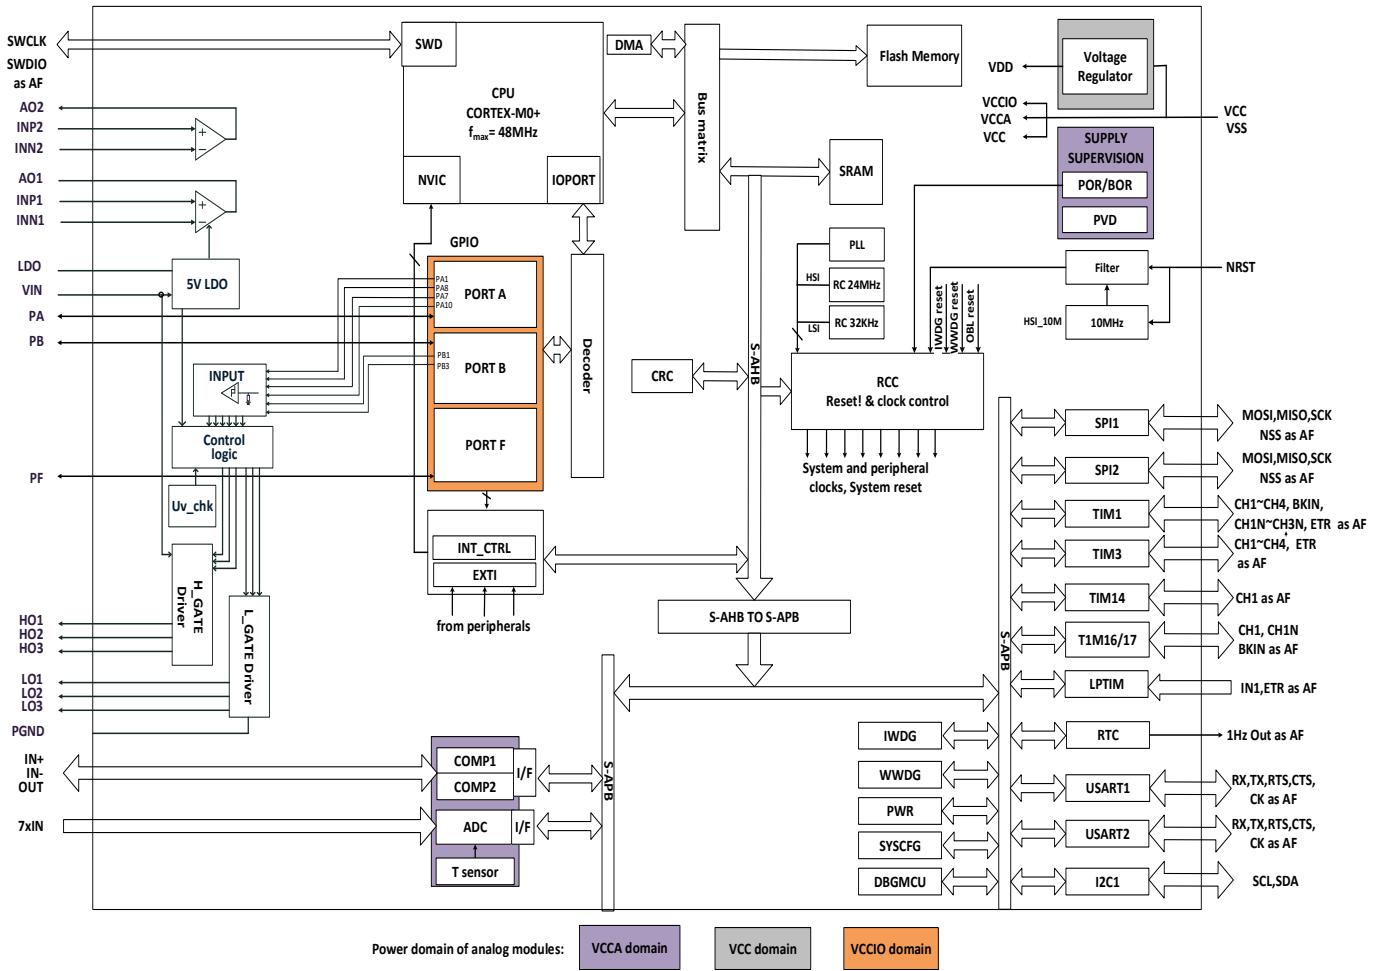 SWCLK
SWDIO
as AF
AO2
INP2
INN2
AO1
INP1
INN1
LDO
VIN
PA
PB
PF
HO1
HO2
HO3
LO1
LO2
LO3
PGND
IN+
IN-
OUT
7xIN
+
−
+
−
5V LDO
INPUT
Control
logic
Uv_chk
H_GATE
Driver
L_GATE Driver
SWD
CPU
CORTEX-M0+
fmax= 48MHz
NVIC
IOPORT
GPIO
PA1
PA8
PA7
PA10
PORT A
PB1
PB3
PORT B
PORT F
Decoder
INT_CTRL
EXTI
from peripherals
COMP1
COMP2
I/F
ADC
I/F
T sensor
S-APB
DMA
Bus matrix
Flash Memory
SRAM
PLL
HSI
RC 24MHz
LSI
RC 32KHz
S-AHB
CRC
IWDG reset
WWDG reset
OBL reset
RCC
Reset! & clock control
System and peripheral
clocks, System reset
S-AHB TO S-APB
VDD
Voltage
Regulator
VCCIO
VCCA
VCC
VCC
VSS
SUPPLY
SUPERVISION
POR/BOR
PVD
Filter
NRST
HSI_10M
10MHz
S-APB
IWDG
WWDG
PWR
SYSCFG
DBGMCU
SPI1
MOSI,MISO,SCK
NSS as AF
SPI2
MOSI,MISO,SCK
NSS as AF
TIM1
CH1~CH4, BKIN,
CH1N~CH3N, ETR as AF
TIM3
CH1~CH4, ETR
as AF
TIM14
CH1 as AF
T1M16/17
CH1, CH1N
BKIN as AF
LPTIM
IN1,ETR as AF
RTC
1Hz Out as AF
USART1
RX,TX,RTS,CTS,
CK as AF
USART2
RX,TX,RTS,CTS,
CK as AF
I2C1
SCL,SDA
Power domain of analog modules:
VCCA domain
VCC domain
VCCIO domain